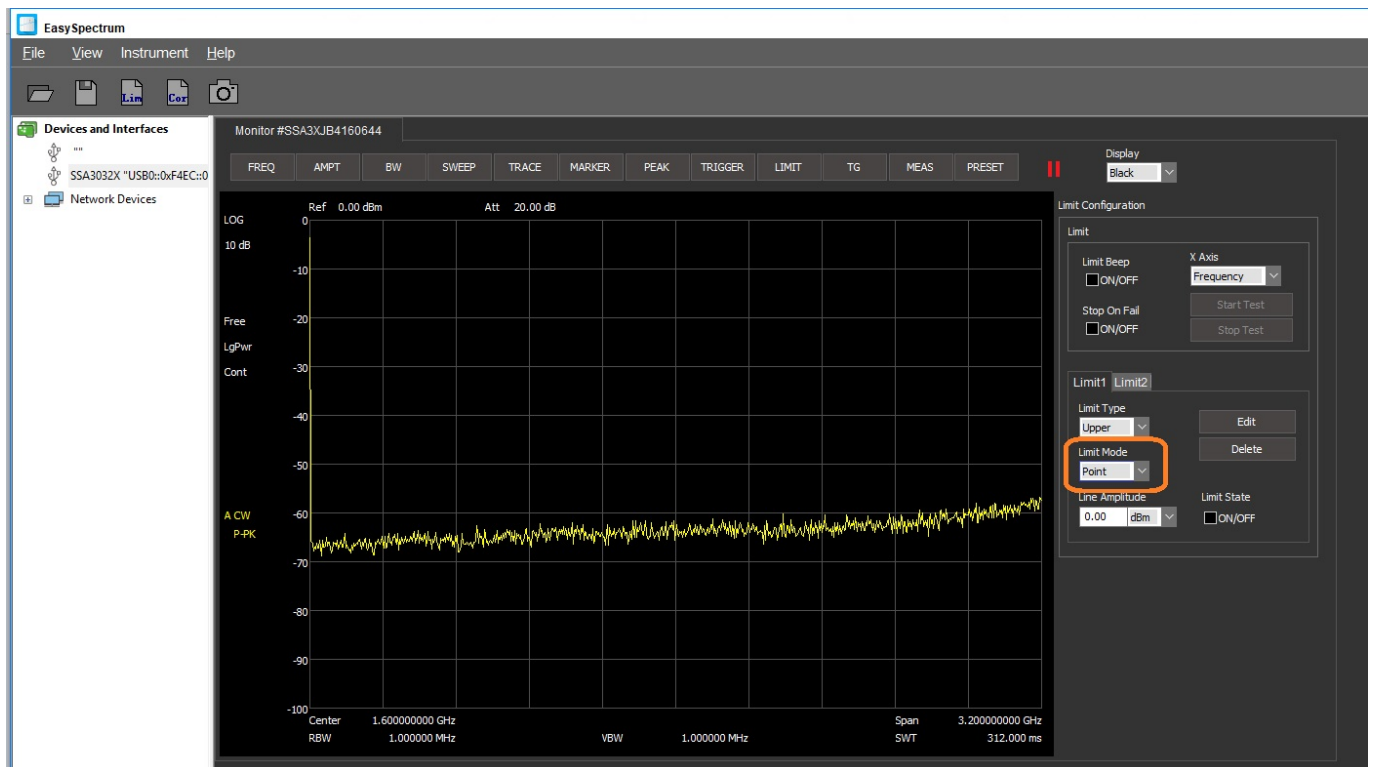 EasySpectrum
File View Instrument Help
Lim Cor
Devices and Interfaces
""
SSA3032X "USB0::0xF4EC::0
Network Devices
Monitor #SSA3XJB4160644
FREQ AMPT BW SWEEP TRACE MARKER PEAK TRIGGER LIMIT TG MEAS PRESET
Display
Black
Ref 0.00 dBm Att 20.00 dB
LOG
10 dB
Free
LgPwr
Cont
A CW
P-PK
0
-10
-20
-30
-40
-50
-60
-70
-80
-90
-100
Center 1.600000000 GHz Span 3.200000000 GHz
RBW 1.000000 MHz VBW 1.000000 MHz SWT 312.000 ms
Limit Configuration
Limit
Limit Beep X Axis
ON/OFF Frequency
Stop On Fail Start Test
ON/OFF Stop Test
Limit1 Limit2
Limit Type
Upper Edit
Limit Mode Delete
Point
Line Amplitude Limit State
0.00 dBm ON/OFF